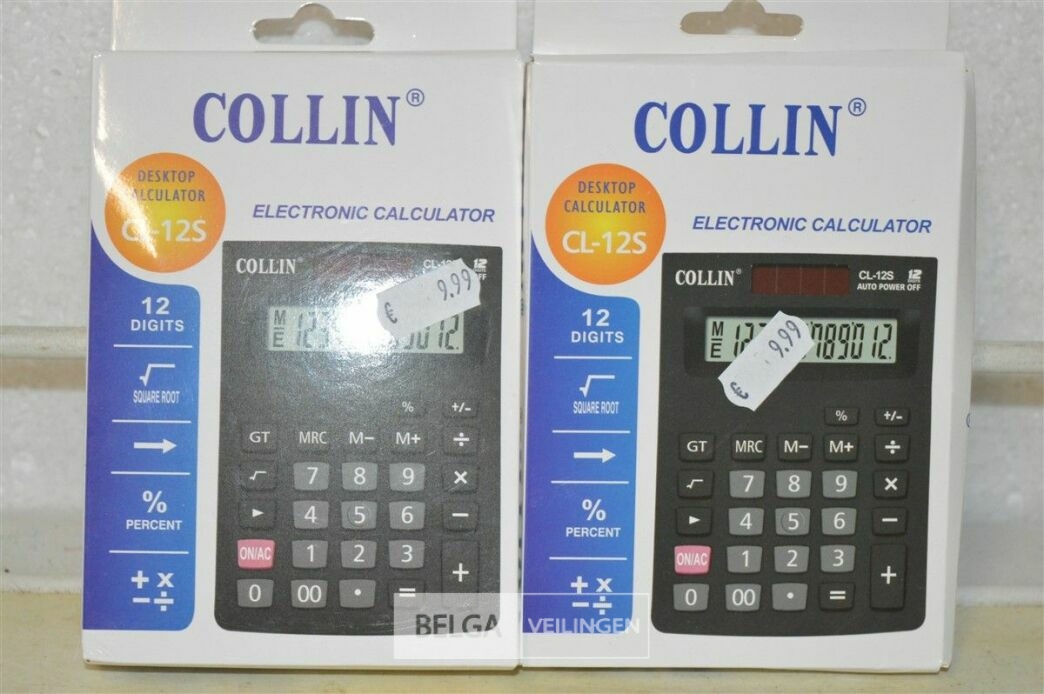 COLLIN®
DESKTOP
CALCULATOR
CL-12S
ELECTRONIC CALCULATOR
12
DIGITS
√
SQUARE ROOT
→
%
PERCENT
+ x
− ÷
COLLIN®
12
€ 9.99
M
E
% +/-
GT MRC M− M+ ÷
√ 7 8 9 ×
► 4 5 6 −
ON/AC 1 2 3 +
0 00 • =
COLLIN®
DESKTOP
CALCULATOR
CL-12S
ELECTRONIC CALCULATOR
12
DIGITS
√
SQUARE ROOT
→
%
PERCENT
+ x
− ÷
COLLIN®
CL-12S 12
AUTO POWER OFF
M
E
€ 9.99
789012.
% +/-
GT MRC M− M+ ÷
√ 7 8 9 ×
► 4 5 6 −
ON/AC 1 2 3 +
0 00 • =
BELGA VEILINGEN